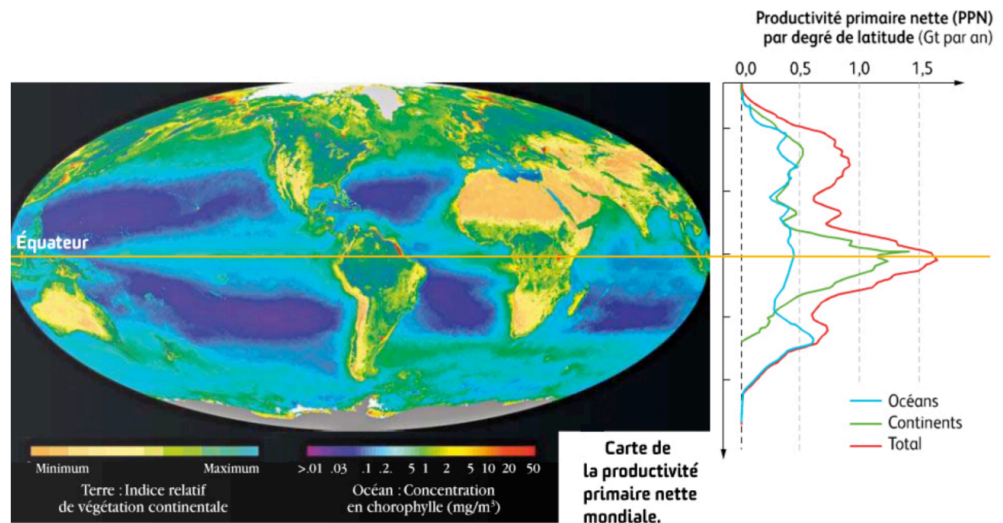 Productivité primaire nette (PPN)
par degré de latitude (Gt par an)
0,0 0,5 1,0 1,5
Équateur
Océans
Continents
Total
Minimum Maximum
Terre : Indice relatif
de végétation continentale
>.01 .03 .1 .2. 5 1 2 5 10 20 50
Océan : Concentration
en chorophylle (mg/m³)
Carte de
la productivité
primaire nette
mondiale.